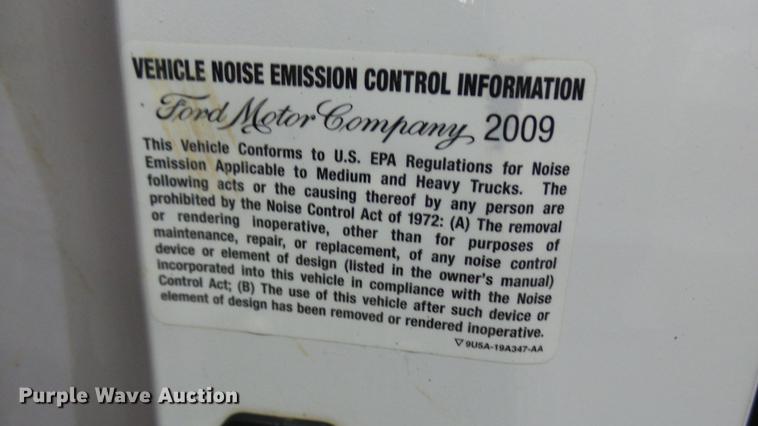 VEHICLE NOISE EMISSION CONTROL INFORMATION
Ford Motor Company 2009
This Vehicle Conforms to U.S. EPA Regulations for Noise
Emission Applicable to Medium and Heavy Trucks. The
following acts or the causing thereof by any person are
prohibited by the Noise Control Act of 1972: (A) The removal
or rendering inoperative, other than for purposes of
maintenance, repair, or replacement, of any noise control
device or element of design (listed in the owner's manual)
incorporated into this vehicle in compliance with the Noise
Control Act; (B) The use of this vehicle after such device or
element of design has been removed or rendered inoperative.
▽ 9U5A-19A347-AA
Purple Wave Auction